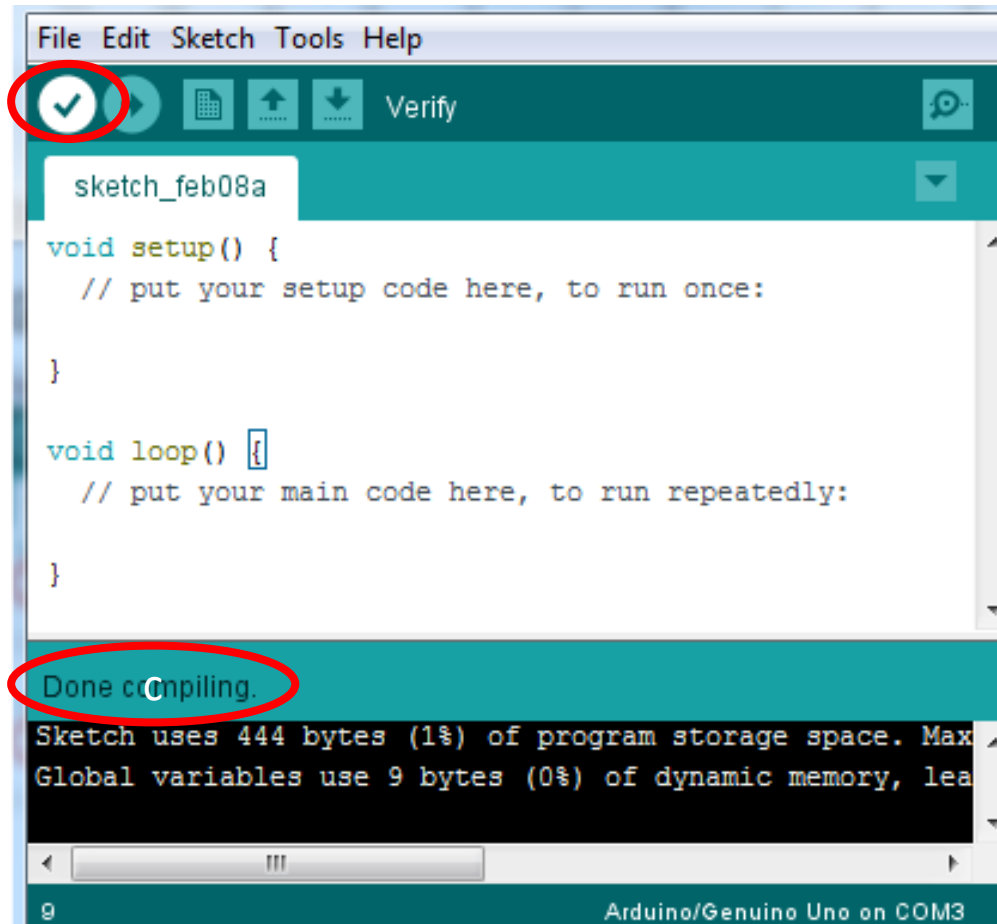 File Edit Sketch Tools Help
Verify
sketch_feb08a
void setup() {
  // put your setup code here, to run once:
}
void loop() {
  // put your main code here, to run repeatedly:
}
Done compiling.
C
Sketch uses 444 bytes (1%) of program storage space. Max
Global variables use 9 bytes (0%) of dynamic memory, lea
9 Arduino/Genuino Uno on COM3